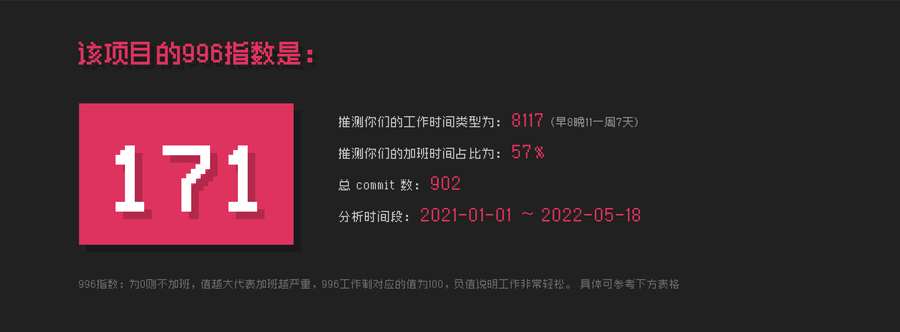 该项目的996指数是:
171
推测你们的工作时间类型为: 8117 (早8晚11一周7天)
推测你们的加班时间占比为: 57%
总 commit 数: 902
分析时间段: 2021-01-01 ~ 2022-05-18
996指数: 为0则不加班, 值越大代表加班越严重, 996工作制对应的值为100, 负值说明工作非常轻松。 具体可参考下方表格